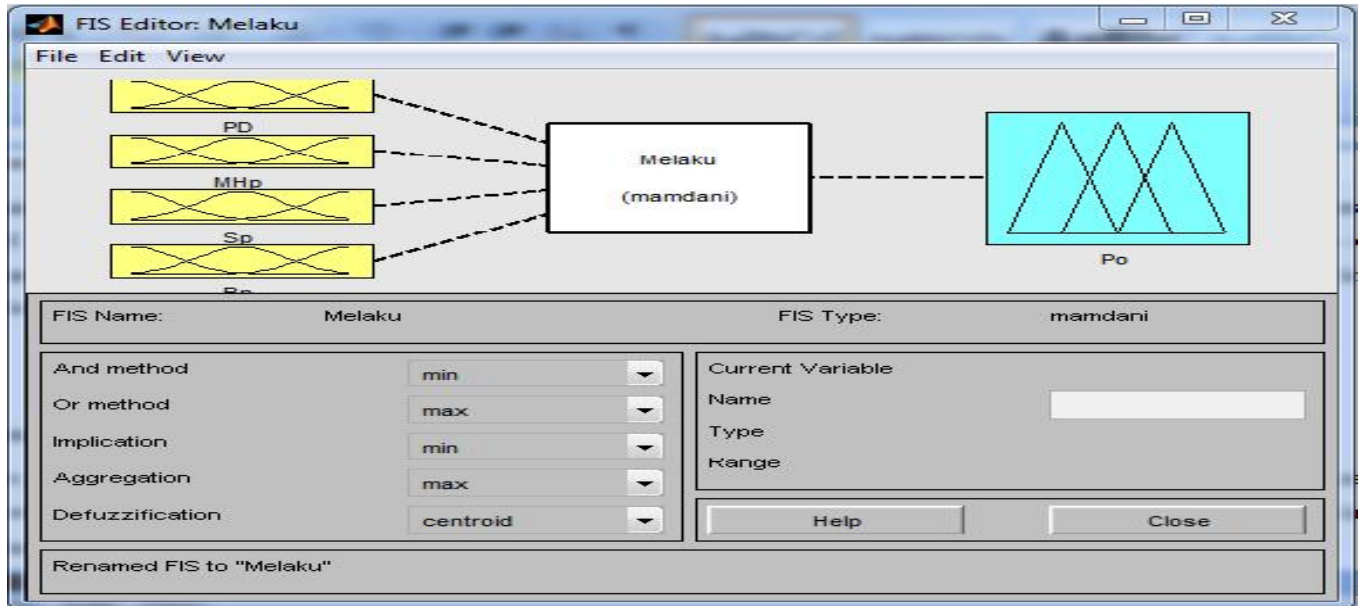 FIS Editor: Melaku
File Edit View
PD
MHp
Sp
Melaku
(mamdani)
Po
FIS Name: Melaku FIS Type: mamdani
And method min
Or method max
Implication min
Aggregation max
Defuzzification centroid
Current Variable
Name
Type
Range
Help Close
Renamed FIS to "Melaku"